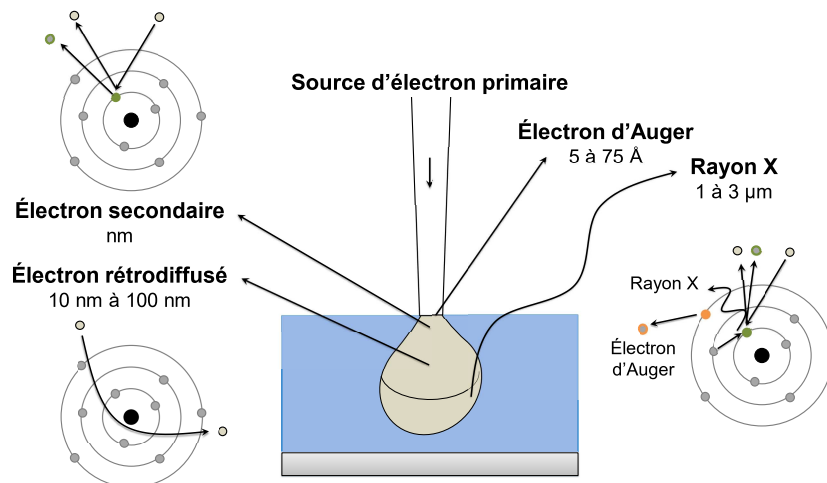 Source d'électron primaire
Électron d'Auger
5 à 75 Å
Rayon X
1 à 3 µm
Électron secondaire
nm
Électron rétrodiffusé
10 nm à 100 nm
Rayon X
Électron
d'Auger